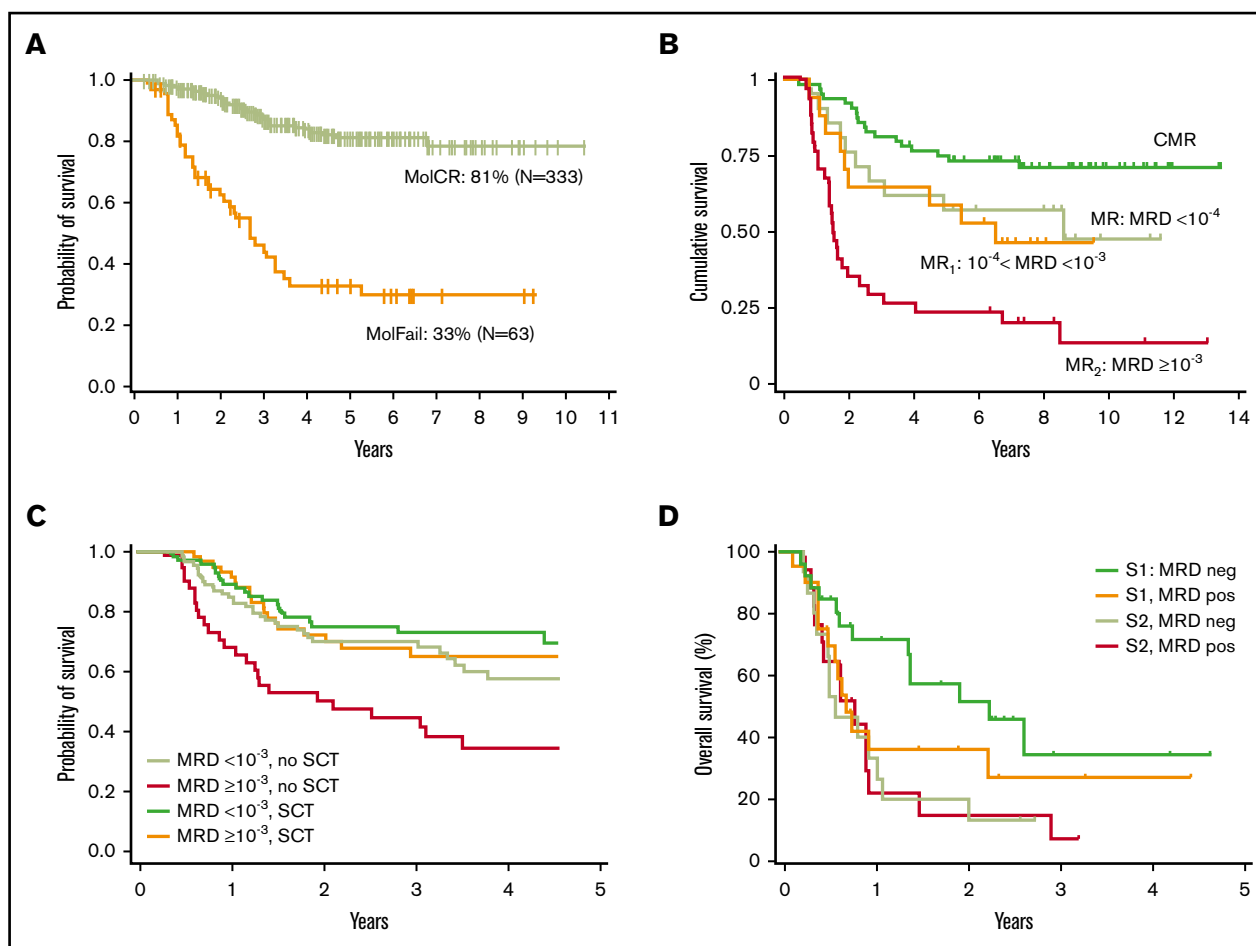 A
1.0
0.8
0.6
0.4
0.2
0.0
Probability of survival
MolCR: 81% (N=333)
MolFail: 33% (N=63)
0 1 2 3 4 5 6 7 8 9 10 11
Years
B
1.00
0.75
0.50
0.25
0
Cumulative survival
CMR
MR: MRD <10⁻⁴
MR₁: 10⁻⁴< MRD <10⁻³
MR₂: MRD ≥10⁻³
0 2 4 6 8 10 12 14
Years
C
1.0
0.8
0.6
0.4
0.2
0.0
Probability of survival
MRD <10⁻³, no SCT
MRD ≥10⁻³, no SCT
MRD <10⁻³, SCT
MRD ≥10⁻³, SCT
0 1 2 3 4 5
Years
D
100
80
60
40
20
0
Overall survival (%)
S1: MRD neg
S1, MRD pos
S2, MRD neg
S2, MRD pos
0 1 2 3 4 5
Years